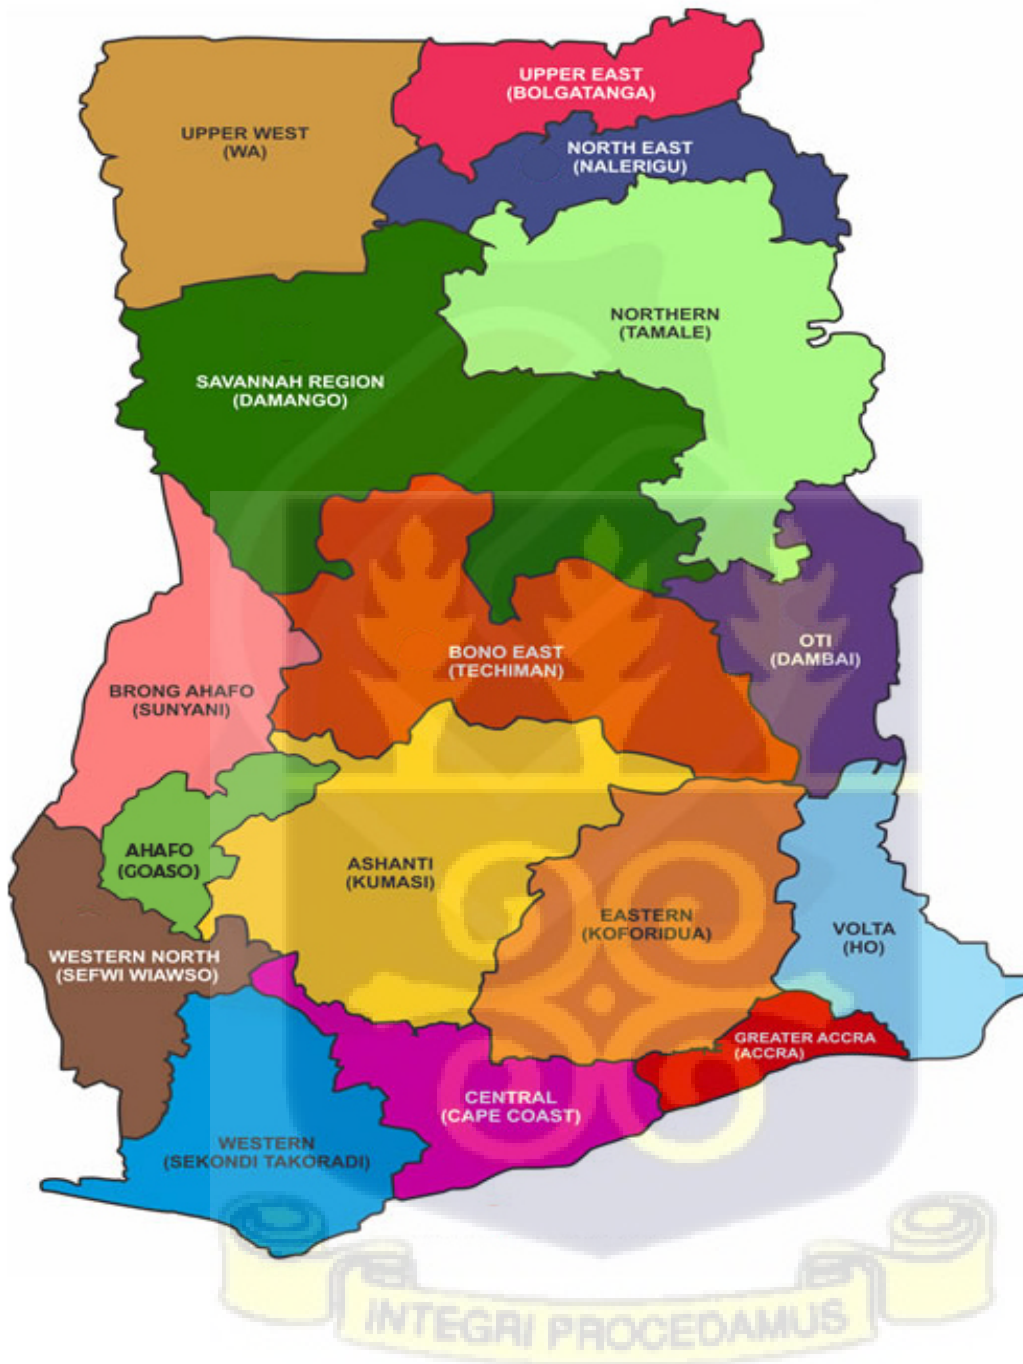 UPPER EAST
(BOLGATANGA)
UPPER WEST
(WA)
NORTH EAST
(NALERIGU)
NORTHERN
(TAMALE)
SAVANNAH REGION
(DAMANGO)
OTI
(DAMBAI)
BONO EAST
(TECHIMAN)
BRONG AHAFO
(SUNYANI)
AHAFO
(GOASO)
ASHANTI
(KUMASI)
EASTERN
(KOFORIDUA)
VOLTA
(HO)
WESTERN NORTH
(SEFWI WIAWSO)
GREATER ACCRA
(ACCRA)
CENTRAL
(CAPE COAST)
WESTERN
(SEKONDI TAKORADI)
INTEGRI PROCEDAMUS